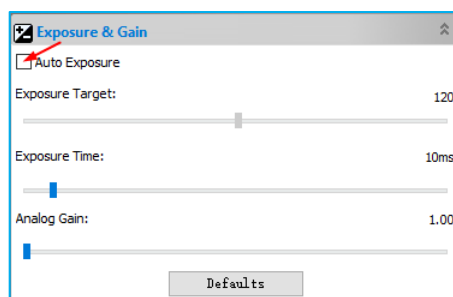 Exposure & Gain
Auto Exposure
Exposure Target: 120
Exposure Time: 10ms
Analog Gain: 1.00
Defaults